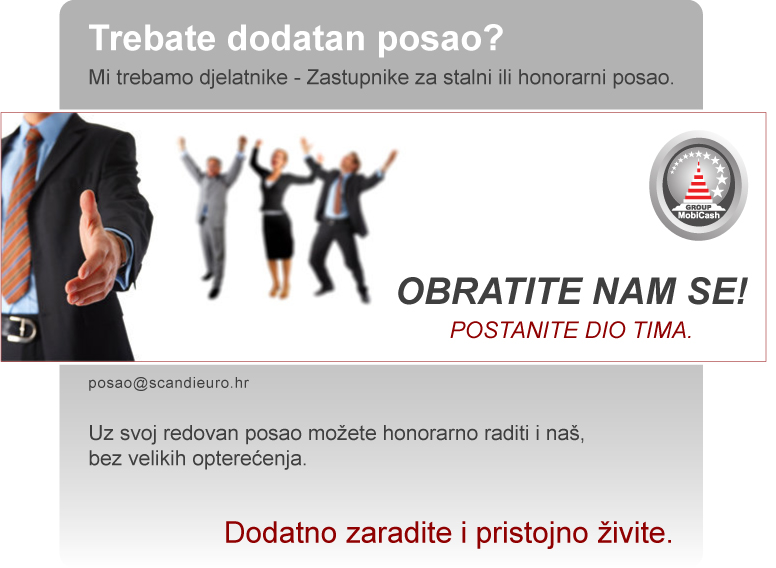 Trebate dodatan posao?
Mi trebamo djelatnike - Zastupnike za stalni ili honorarni posao.
GROUP
MobiCash
OBRATITE NAM SE!
POSTANITE DIO TIMA.
posao@scandieuro.hr
Uz svoj redovan posao možete honorarno raditi i naš,
bez velikih opterećenja.
Dodatno zaradite i pristojno živite.